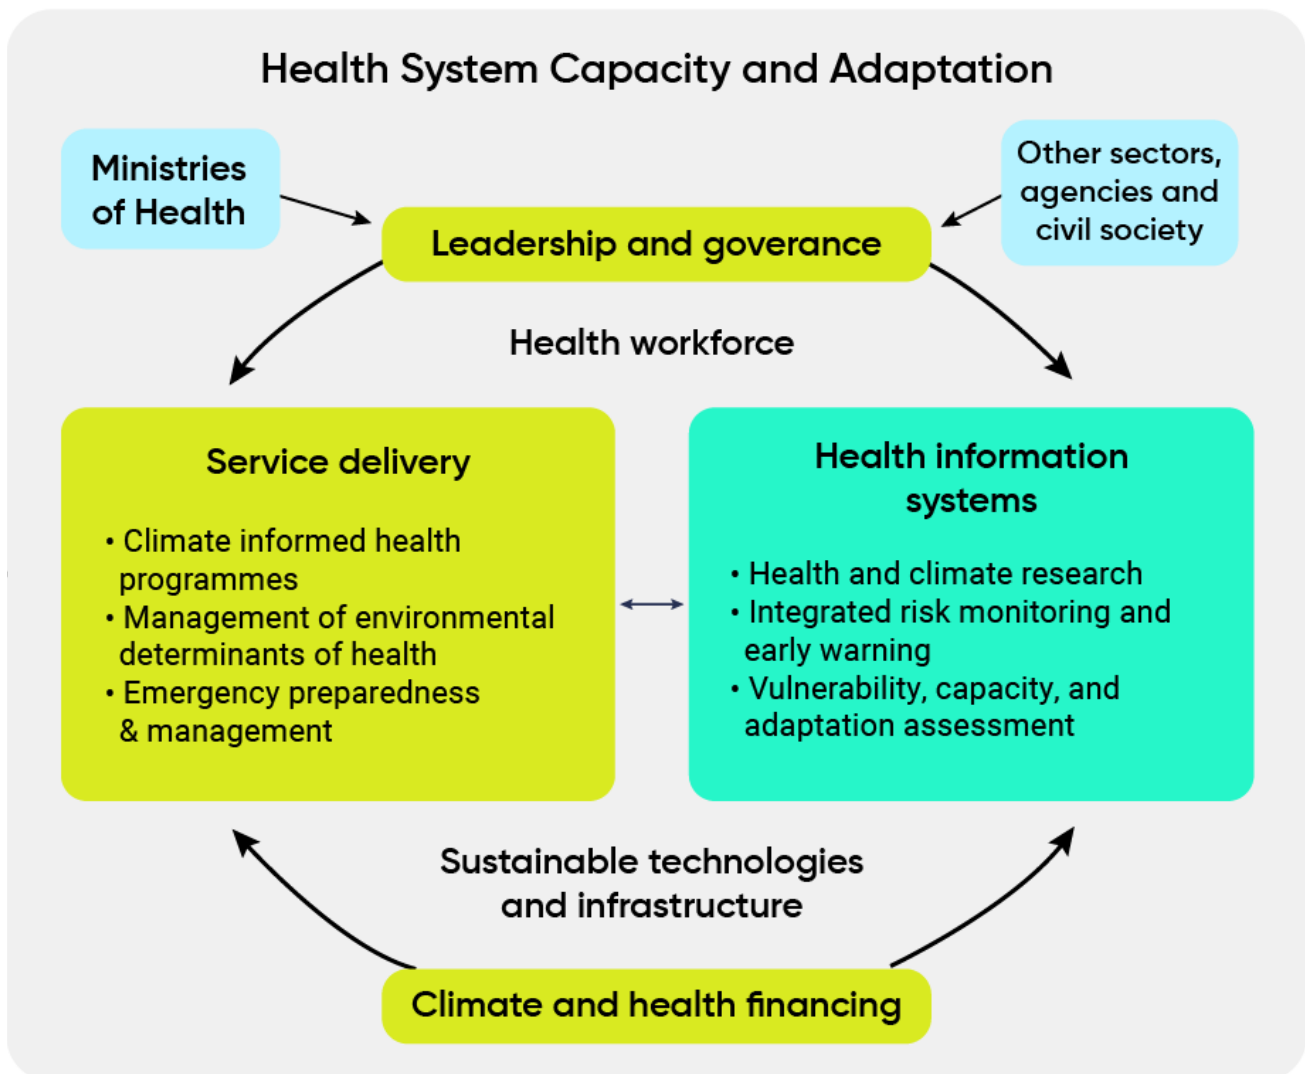 Health System Capacity and Adaptation
Ministries
of Health
Other sectors,
agencies and
civil society
Leadership and goverance
Health workforce
Service delivery
• Climate informed health
programmes
• Management of environmental
determinants of health
• Emergency preparedness
& management
Health information
systems
• Health and climate research
• Integrated risk monitoring and
early warning
• Vulnerability, capacity, and
adaptation assessment
Sustainable technologies
and infrastructure
Climate and health financing